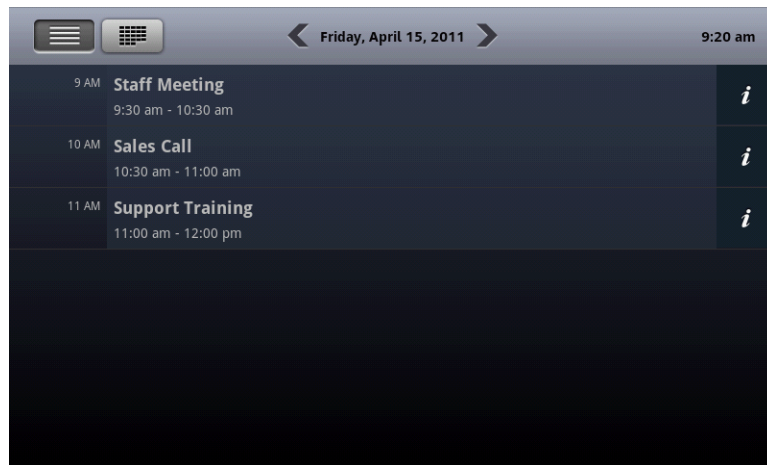 Friday, April 15, 2011
9:20 am
9 AM
Staff Meeting
9:30 am - 10:30 am
i
10 AM
Sales Call
10:30 am - 11:00 am
i
11 AM
Support Training
11:00 am - 12:00 pm
i